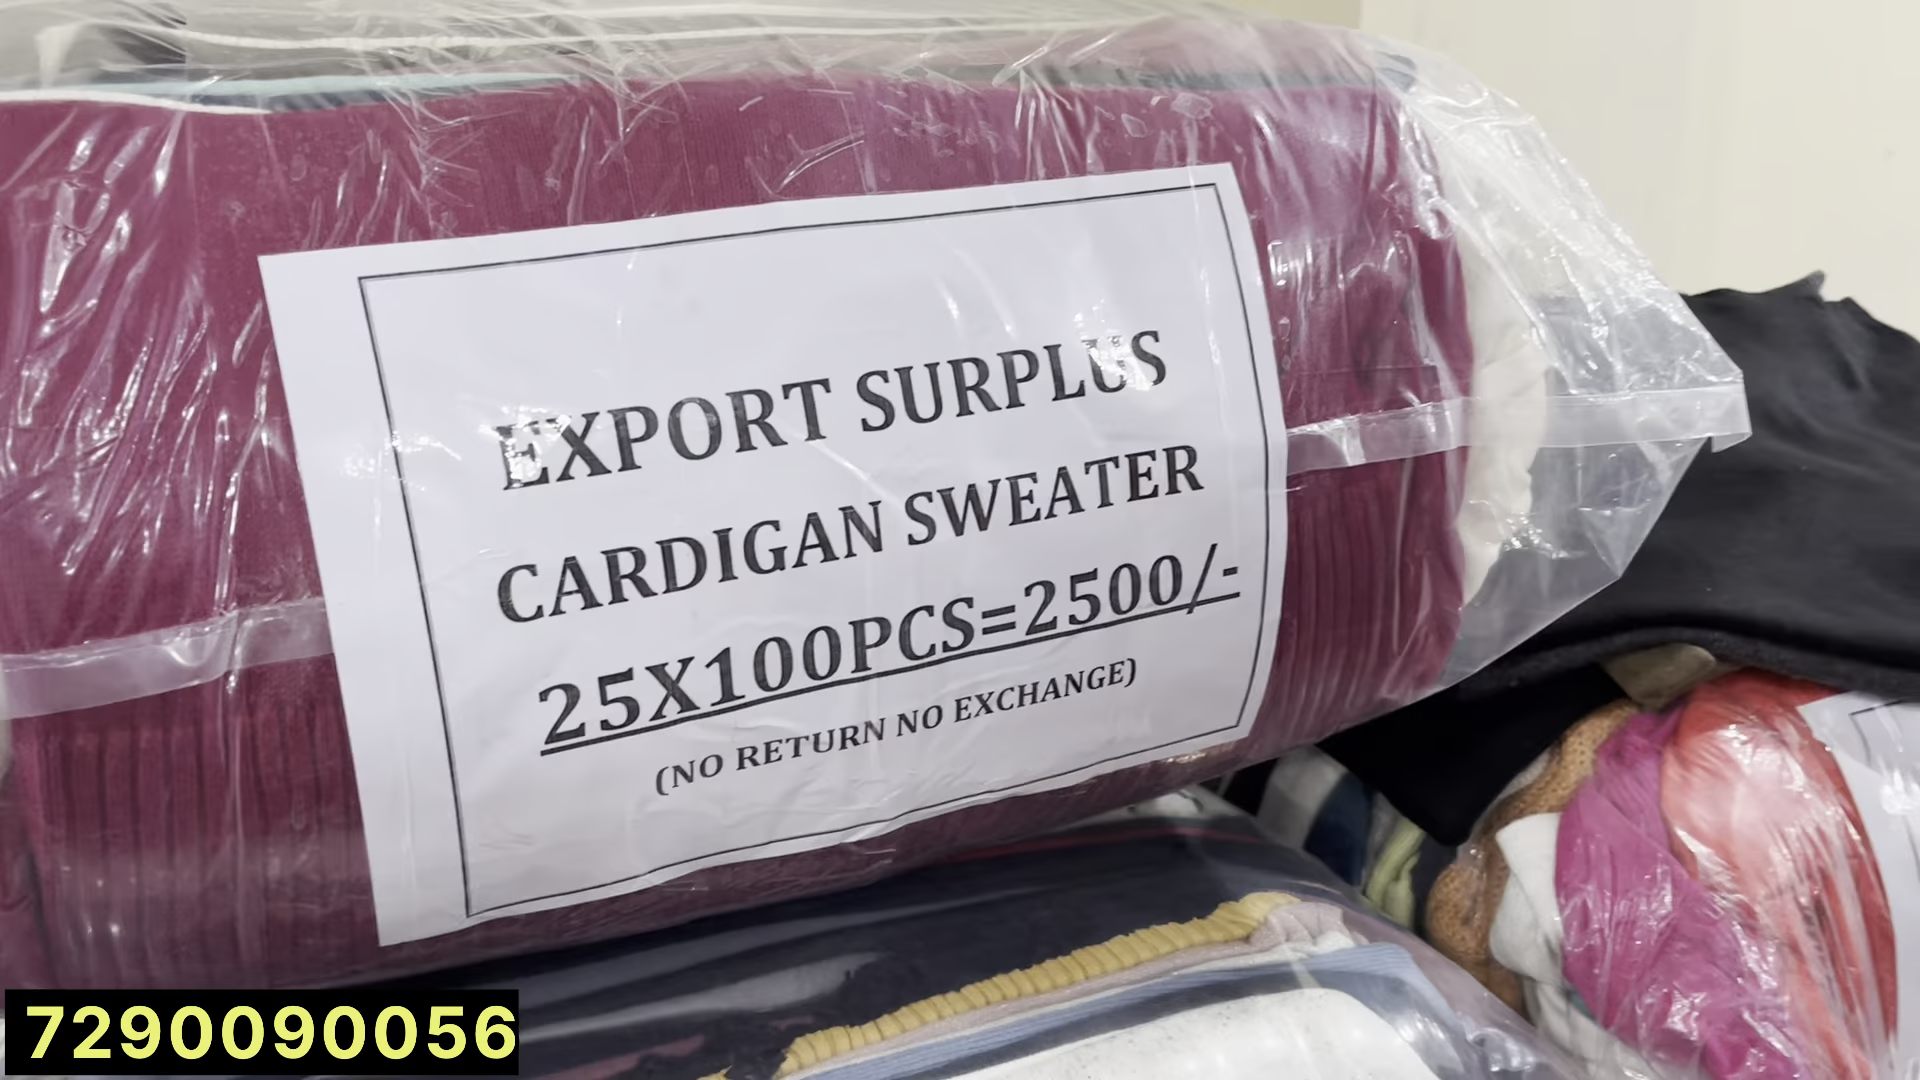 EXPORT SURPLUS
CARDIGAN SWEATER
25X100PCS=2500/-
(NO RETURN NO EXCHANGE)
7290090056